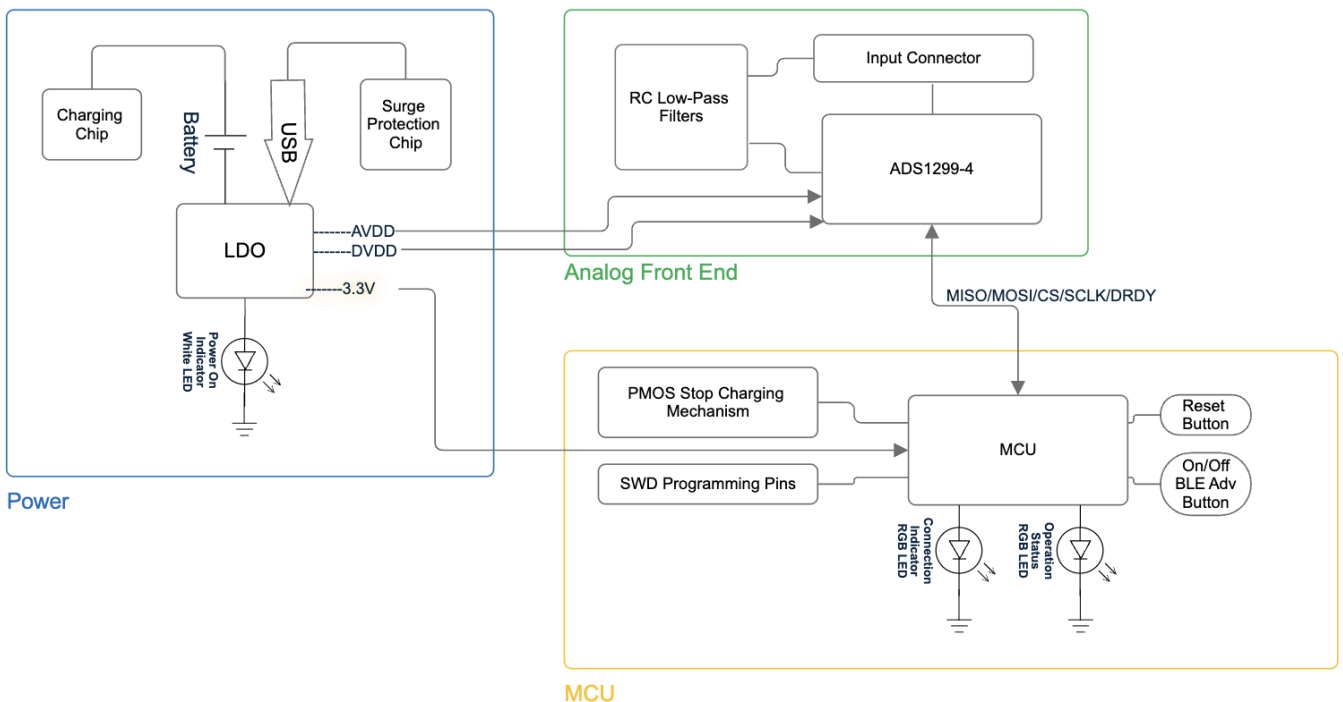 Charging
Chip
Battery
USB
Surge
Protection
Chip
LDO
-------AVDD
-------DVDD
-------3.3V
Power On
Indicator
White LED
Power
RC Low-Pass
Filters
Input Connector
ADS1299-4
Analog Front End
MISO/MOSI/CS/SCLK/DRDY
PMOS Stop Charging
Mechanism
SWD Programming Pins
MCU
Reset
Button
On/Off
BLE Adv
Button
Connection
Indicator
RGB LED
Operation
Status
RGB LED
MCU